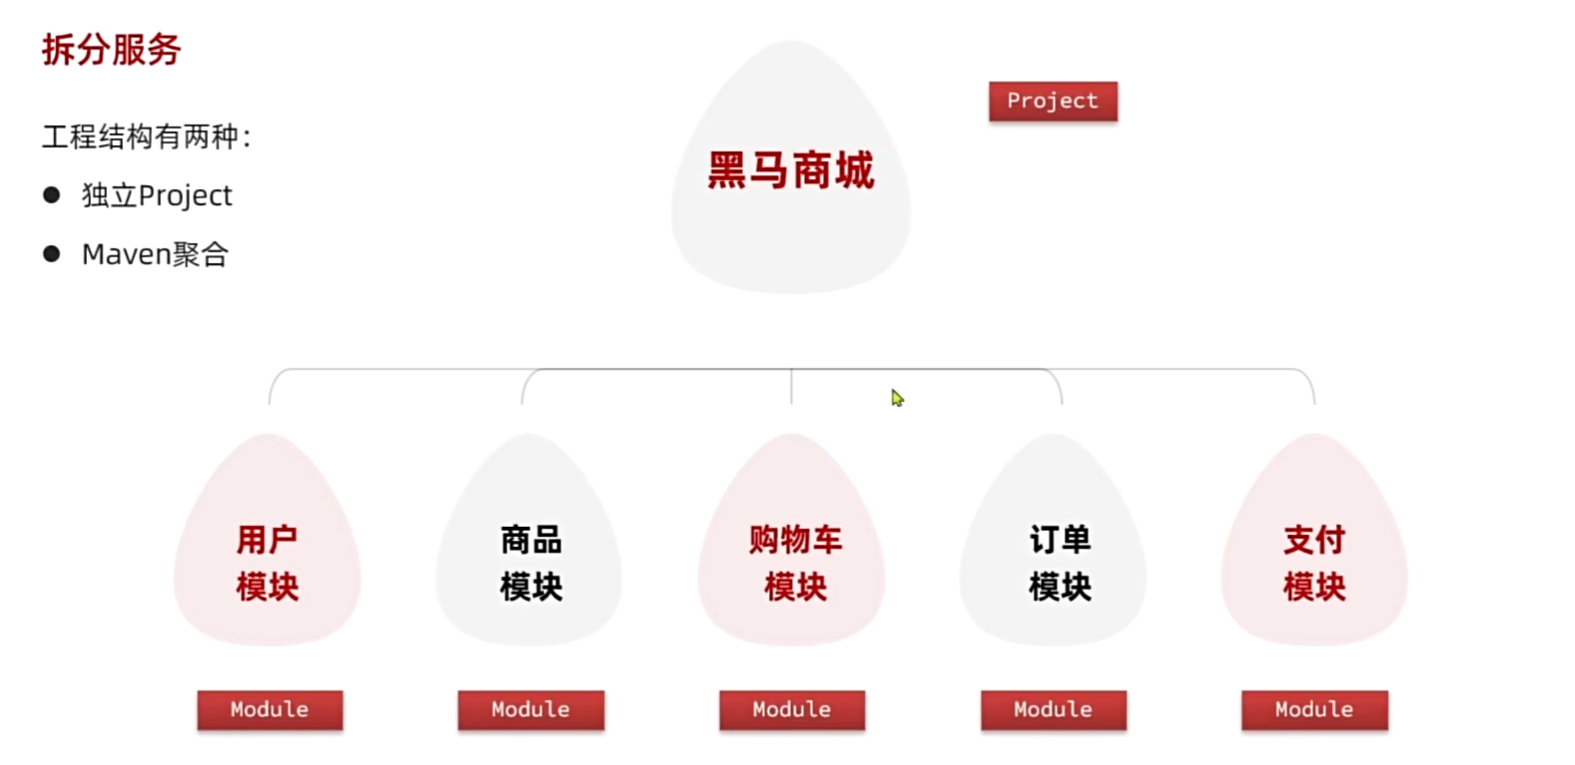 拆分服务
工程结构有两种：
● 独立Project
● Maven聚合
黑马商城
Project
用户
模块
商品
模块
购物车
模块
订单
模块
支付
模块
Module
Module
Module
Module
Module